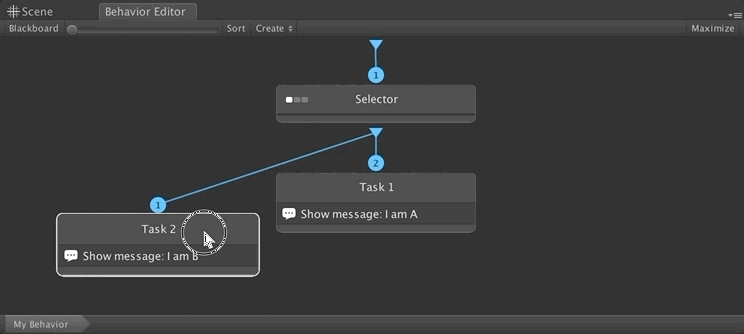 Scene Behavior Editor
Blackboard Sort Create Maximize
1
Selector
2
Task 1
Show message: I am A
1
Task 2
Show message: I am B
My Behavior